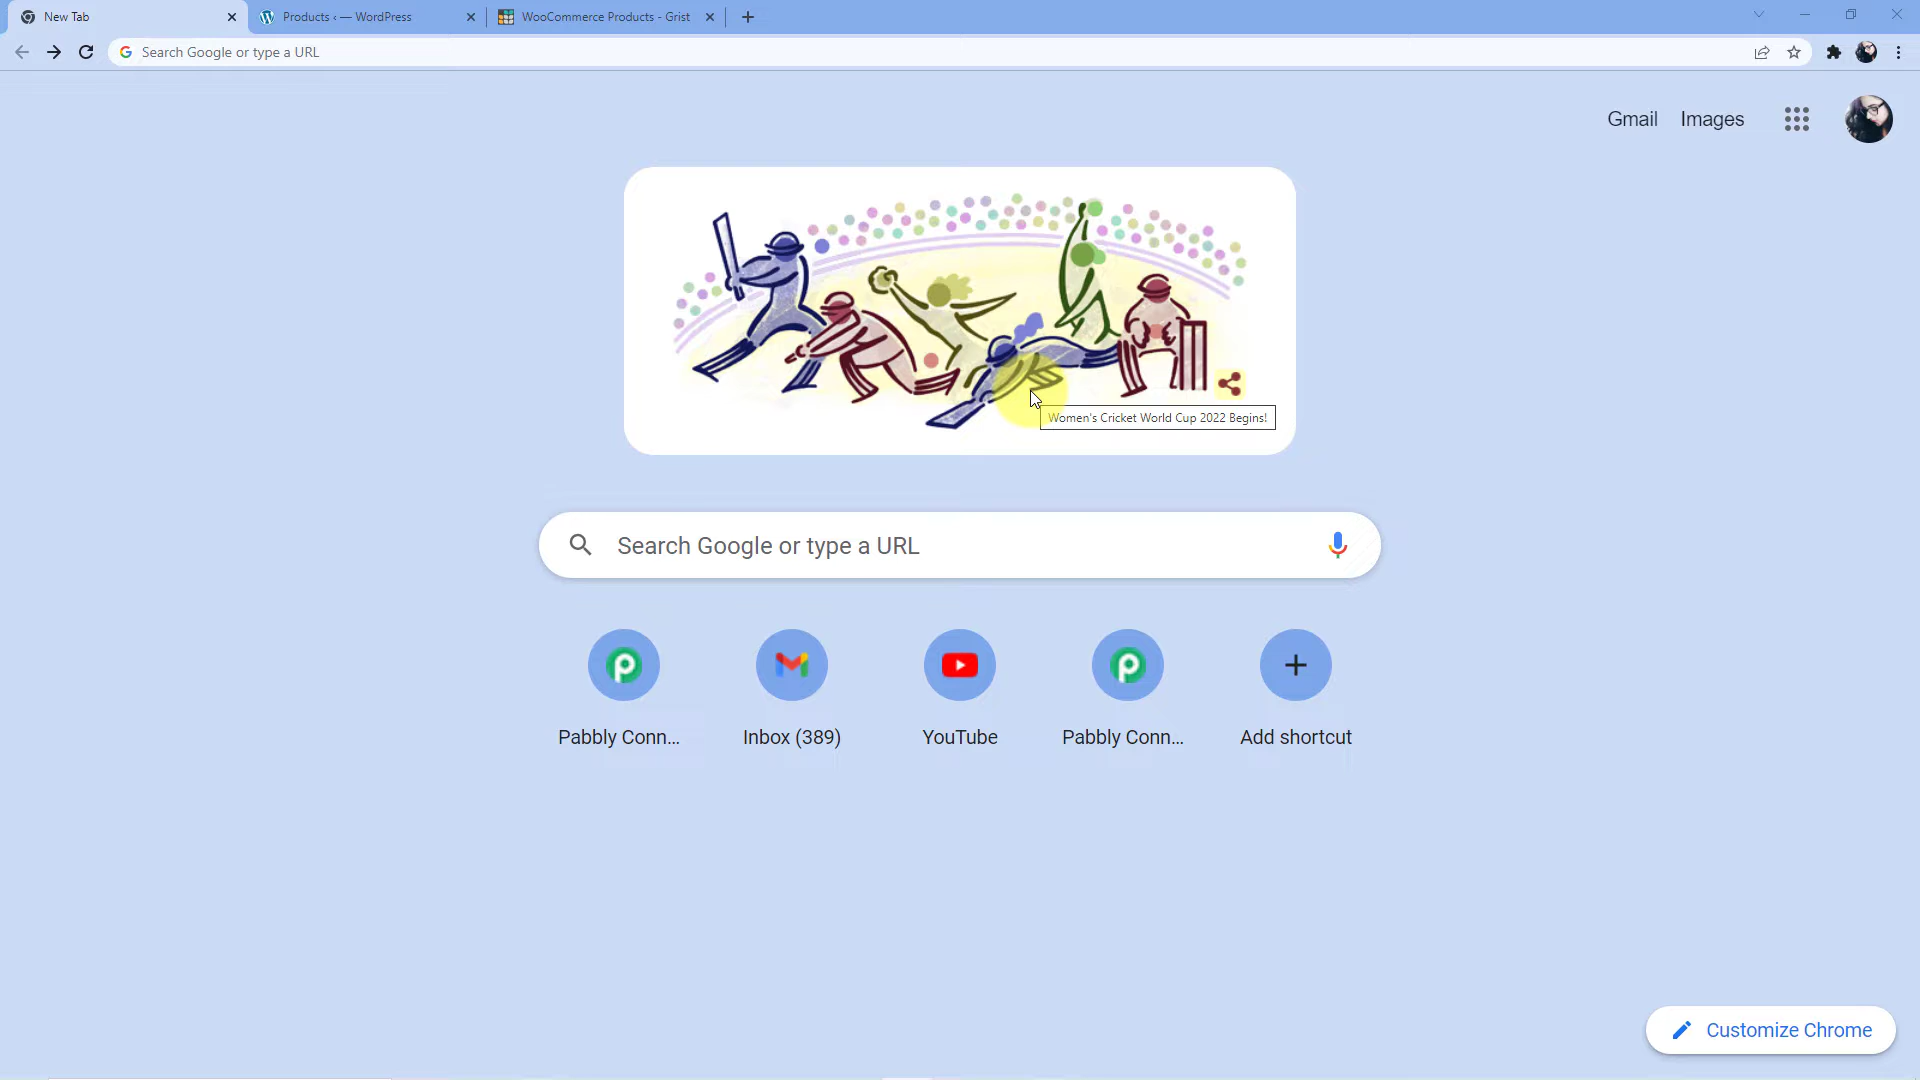 New Tab
Products ‹ — WordPress
WooCommerce Products - Grist
Search Google or type a URL
Gmail
Images
Women's Cricket World Cup 2022 Begins!
Search Google or type a URL
Pabbly Conn...
Inbox (389)
YouTube
Pabbly Conn...
Add shortcut
Customize Chrome